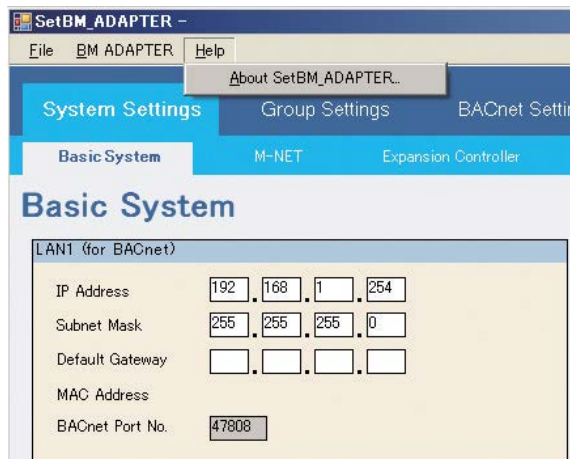 SetBM_ADAPTER -
File BM ADAPTER Help
About SetBM_ADAPTER...
System Settings Group Settings BACnet
Basic System M-NET Expansion Controller
Basic System
LAN1 (for BACnet)
IP Address 192 . 168 . 1 . 254
Subnet Mask 255 . 255 . 255 . 0
Default Gateway . . .
MAC Address
BACnet Port No. 47808